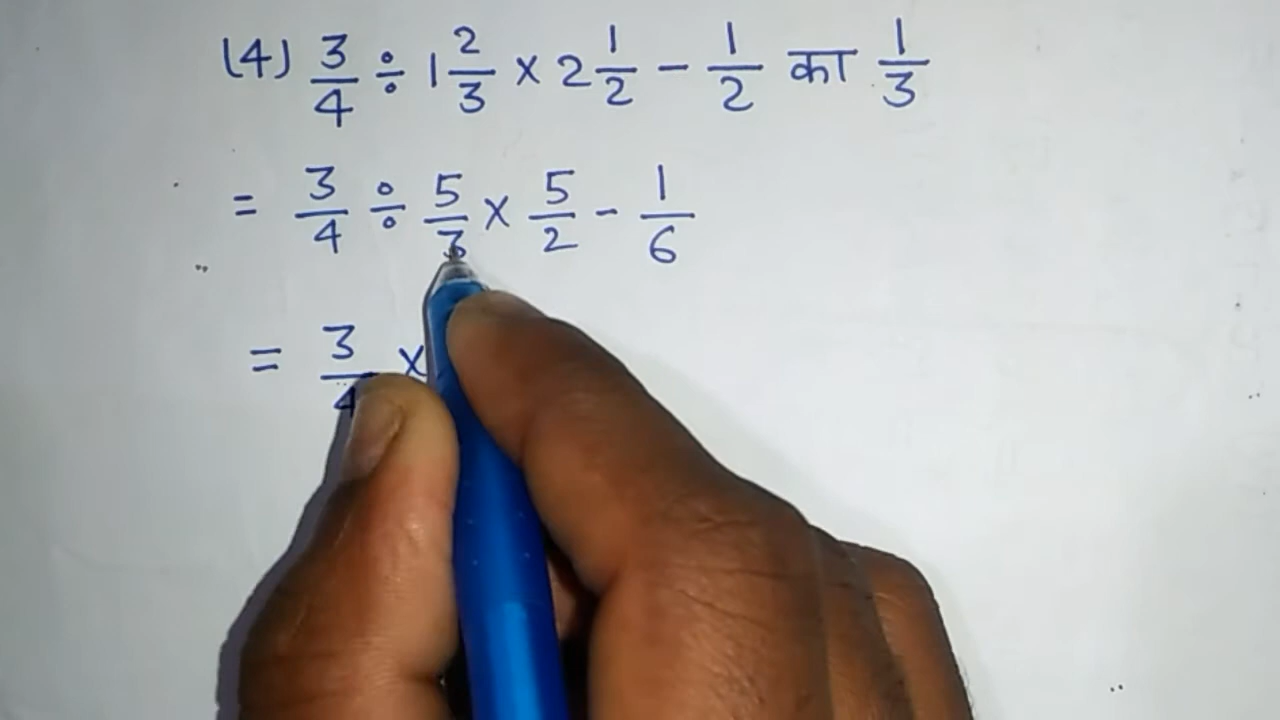 (4) 3/4 ÷ 1 2/3 × 2 1/2 - 1/2 का 1/3
= 3/4 ÷ 5/3 × 5/2 - 1/6
= 3/4 ×